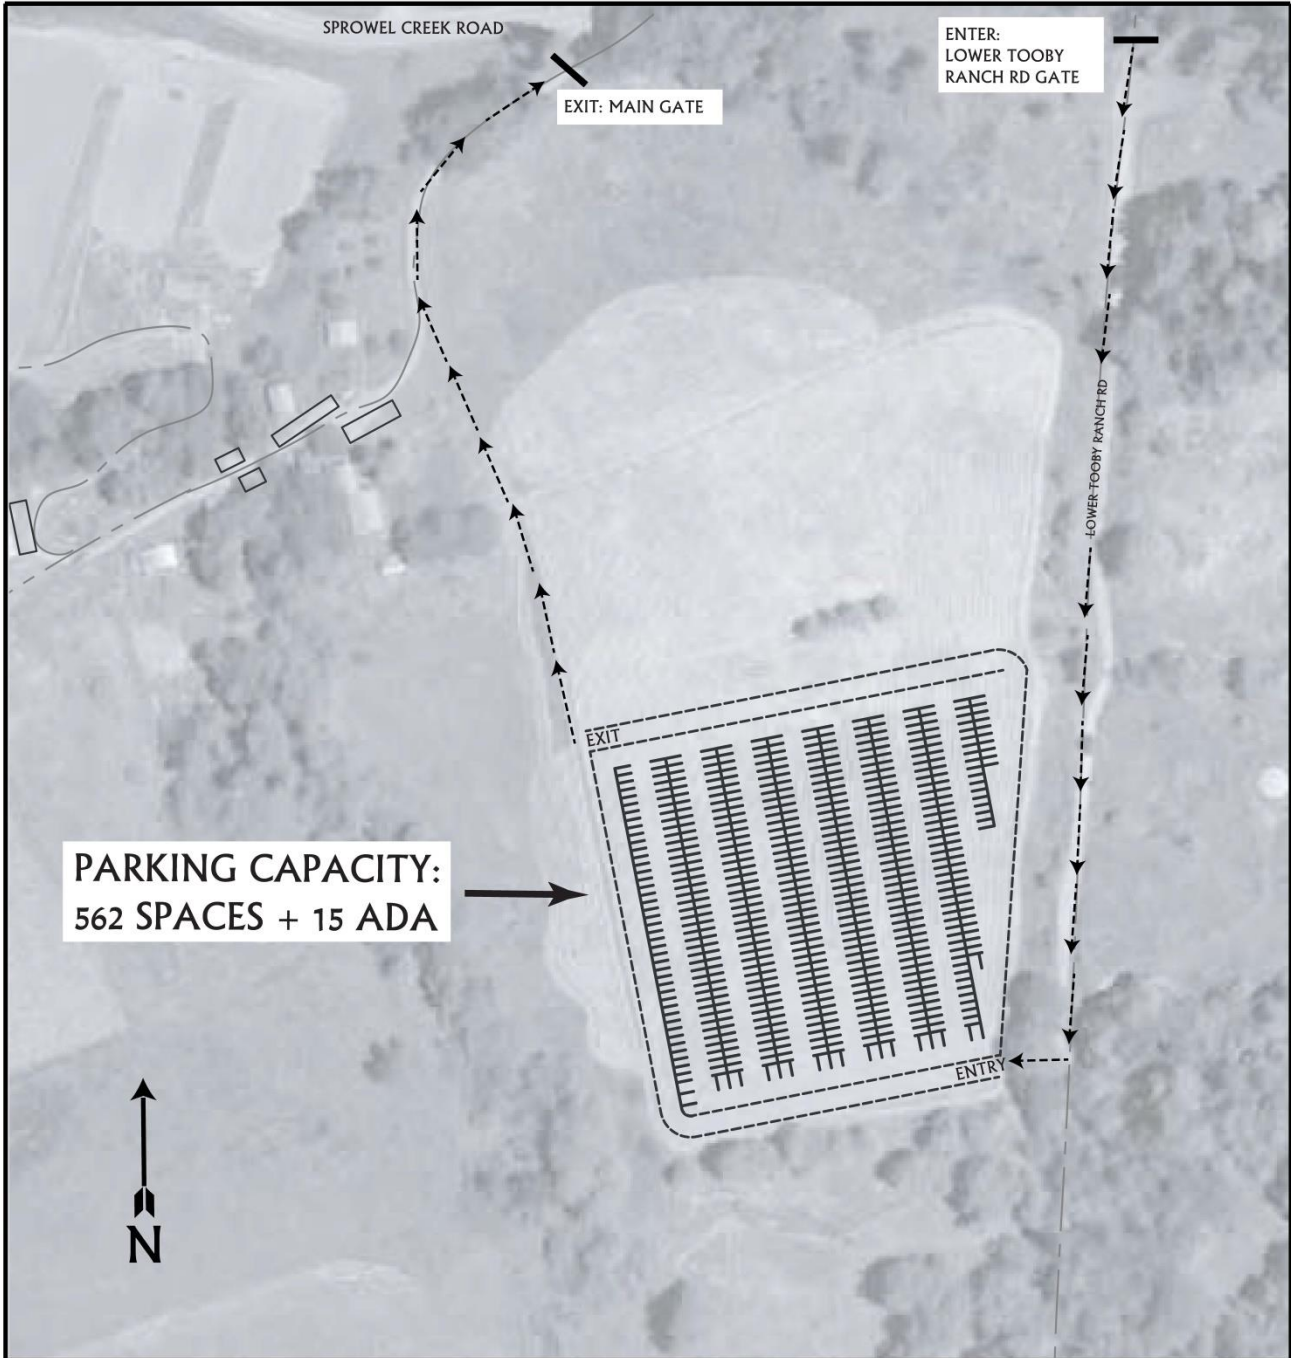 SPROWEL CREEK ROAD
ENTER:
LOWER TOOBY
RANCH RD GATE
EXIT: MAIN GATE
LOWER TOOBY RANCH RD
EXIT
PARKING CAPACITY:
562 SPACES + 15 ADA
ENTRY
N